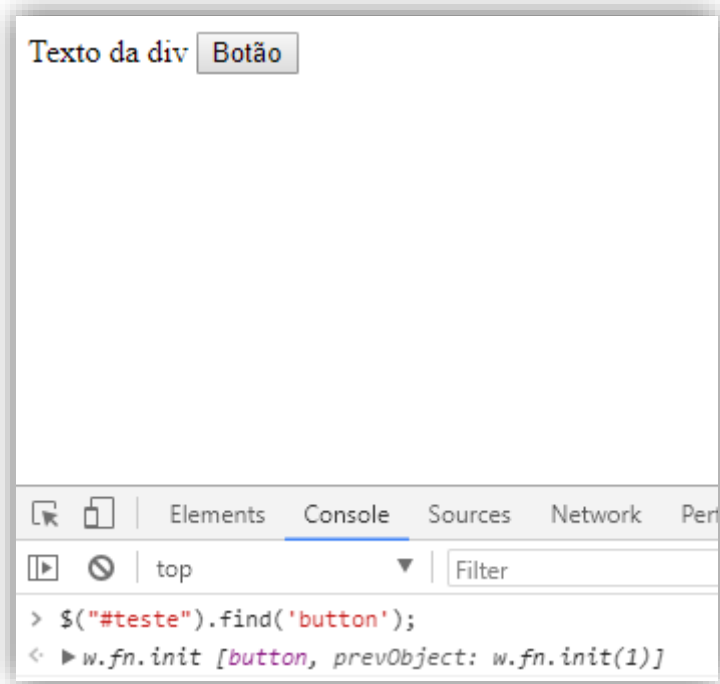 Texto da div Botão
Elements Console Sources Network
top ▼ Filter
> $("#teste").find('button');
w.fn.init [button, prevObject: w.fn.init(1)]